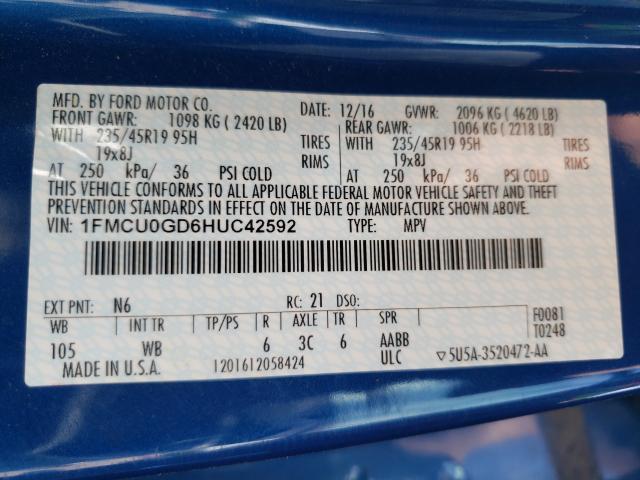 MFD. BY FORD MOTOR CO. DATE: 12/16 GVWR: 2096 KG ( 4620 LB)
FRONT GAWR: 1098 KG ( 2420 LB) REAR GAWR: 1006 KG ( 2218 LB)
WITH 235/45R19 95H TIRES WITH 235/45R19 95H TIRES
19x8J RIMS 19x8J RIMS
AT 250 kPa/ 36 PSI COLD AT 250 kPa/ 36 PSI COLD
THIS VEHICLE CONFORMS TO ALL APPLICABLE FEDERAL MOTOR VEHICLE SAFETY AND THEFT
PREVENTION STANDARDS IN EFFECT ON THE DATE OF MANUFACTURE SHOWN ABOVE.
VIN: 1FMCU0GD6HUC42592 TYPE: MPV
EXT PNT: N6 RC: 21 DSO:
WB INT TR TP/PS R AXLE TR SPR F0081
T0248
105 WB 6 3C 6 AABB
MADE IN U.S.A. 1201612058424 ULC ▽5U5A-3520472-AA